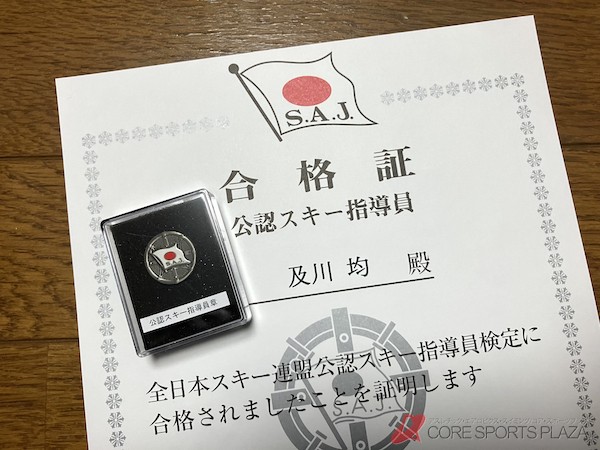 S.A.J.
合格証
公認スキー指導員
及川 均 殿
S.A.J.
公認スキー指導員章
全日本スキー連盟公認スキー指導員検定に
合格されましたことを証明します
S.A.J.
CORE SPORTS PLAZA